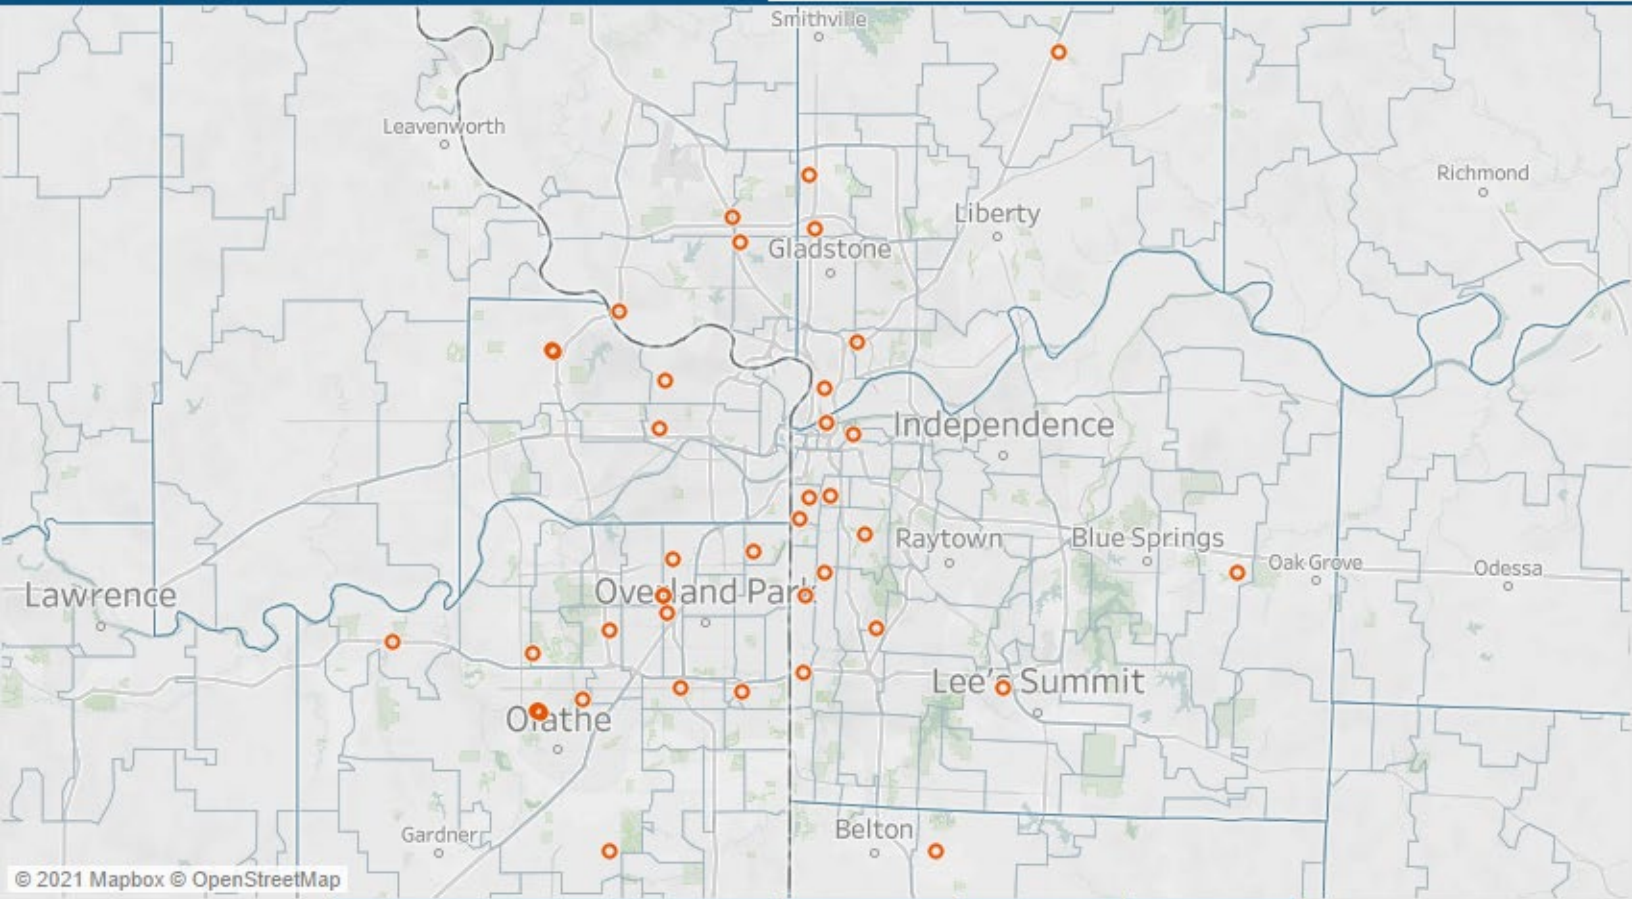 Smithville
Leavenworth
Richmond
Liberty
Gladstone
Independence
Raytown
Blue Springs
Oak Grove
Odessa
Lawrence
Overland Park
Lee's Summit
Olathe
Belton
Gardner
© 2021 Mapbox © OpenStreetMap